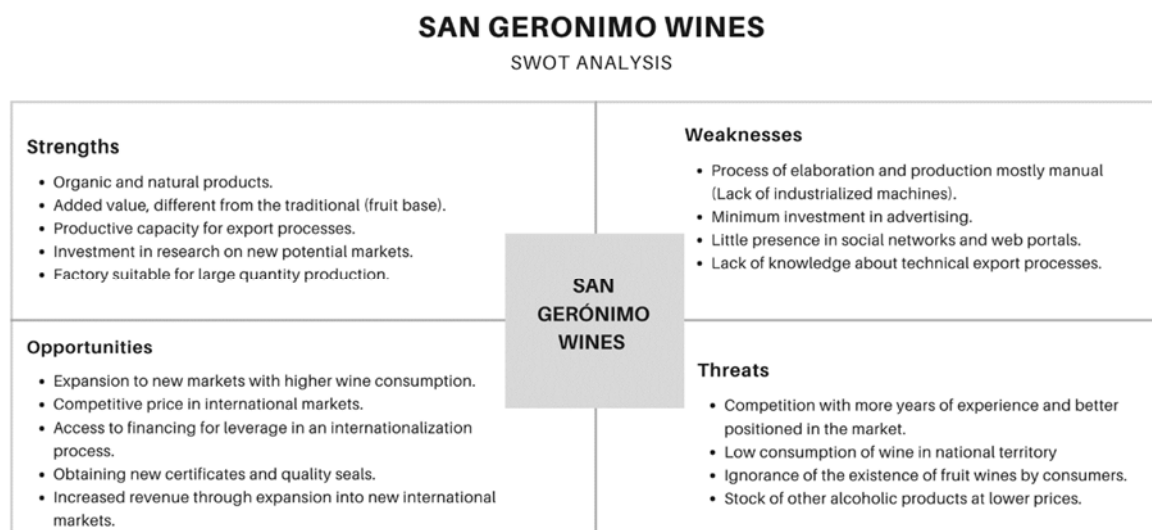 SAN GERONIMO WINES
SWOT ANALYSIS
Strengths
• Organic and natural products.
• Added value, different from the traditional (fruit base).
• Productive capacity for export processes.
• Investment in research on new potential markets.
• Factory suitable for large quantity production.
Weaknesses
• Process of elaboration and production mostly manual
(Lack of industrialized machines).
• Minimum investment in advertising.
• Little presence in social networks and web portals.
• Lack of knowledge about technical export processes.
SAN
GERÓNIMO
WINES
Opportunities
• Expansion to new markets with higher wine consumption.
• Competitive price in international markets.
• Access to financing for leverage in an internationalization
process.
• Obtaining new certificates and quality seals.
• Increased revenue through expansion into new international
markets.
Threats
• Competition with more years of experience and better
positioned in the market.
• Low consumption of wine in national territory
• Ignorance of the existence of fruit wines by consumers.
• Stock of other alcoholic products at lower prices.